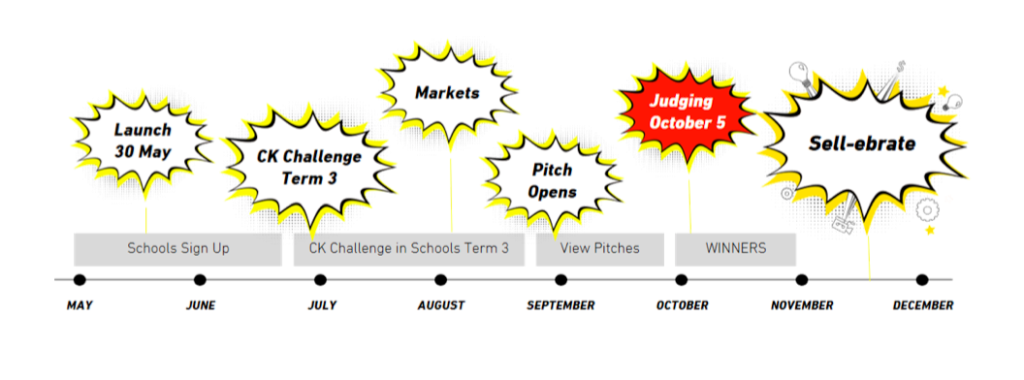 Launch
30 May
CK Challenge
Term 3
Markets
Pitch
Opens
Judging
October 5
Sell-ebrate
Schools Sign Up
CK Challenge in Schools Term 3
View Pitches
WINNERS
MAY
JUNE
JULY
AUGUST
SEPTEMBER
OCTOBER
NOVEMBER
DECEMBER